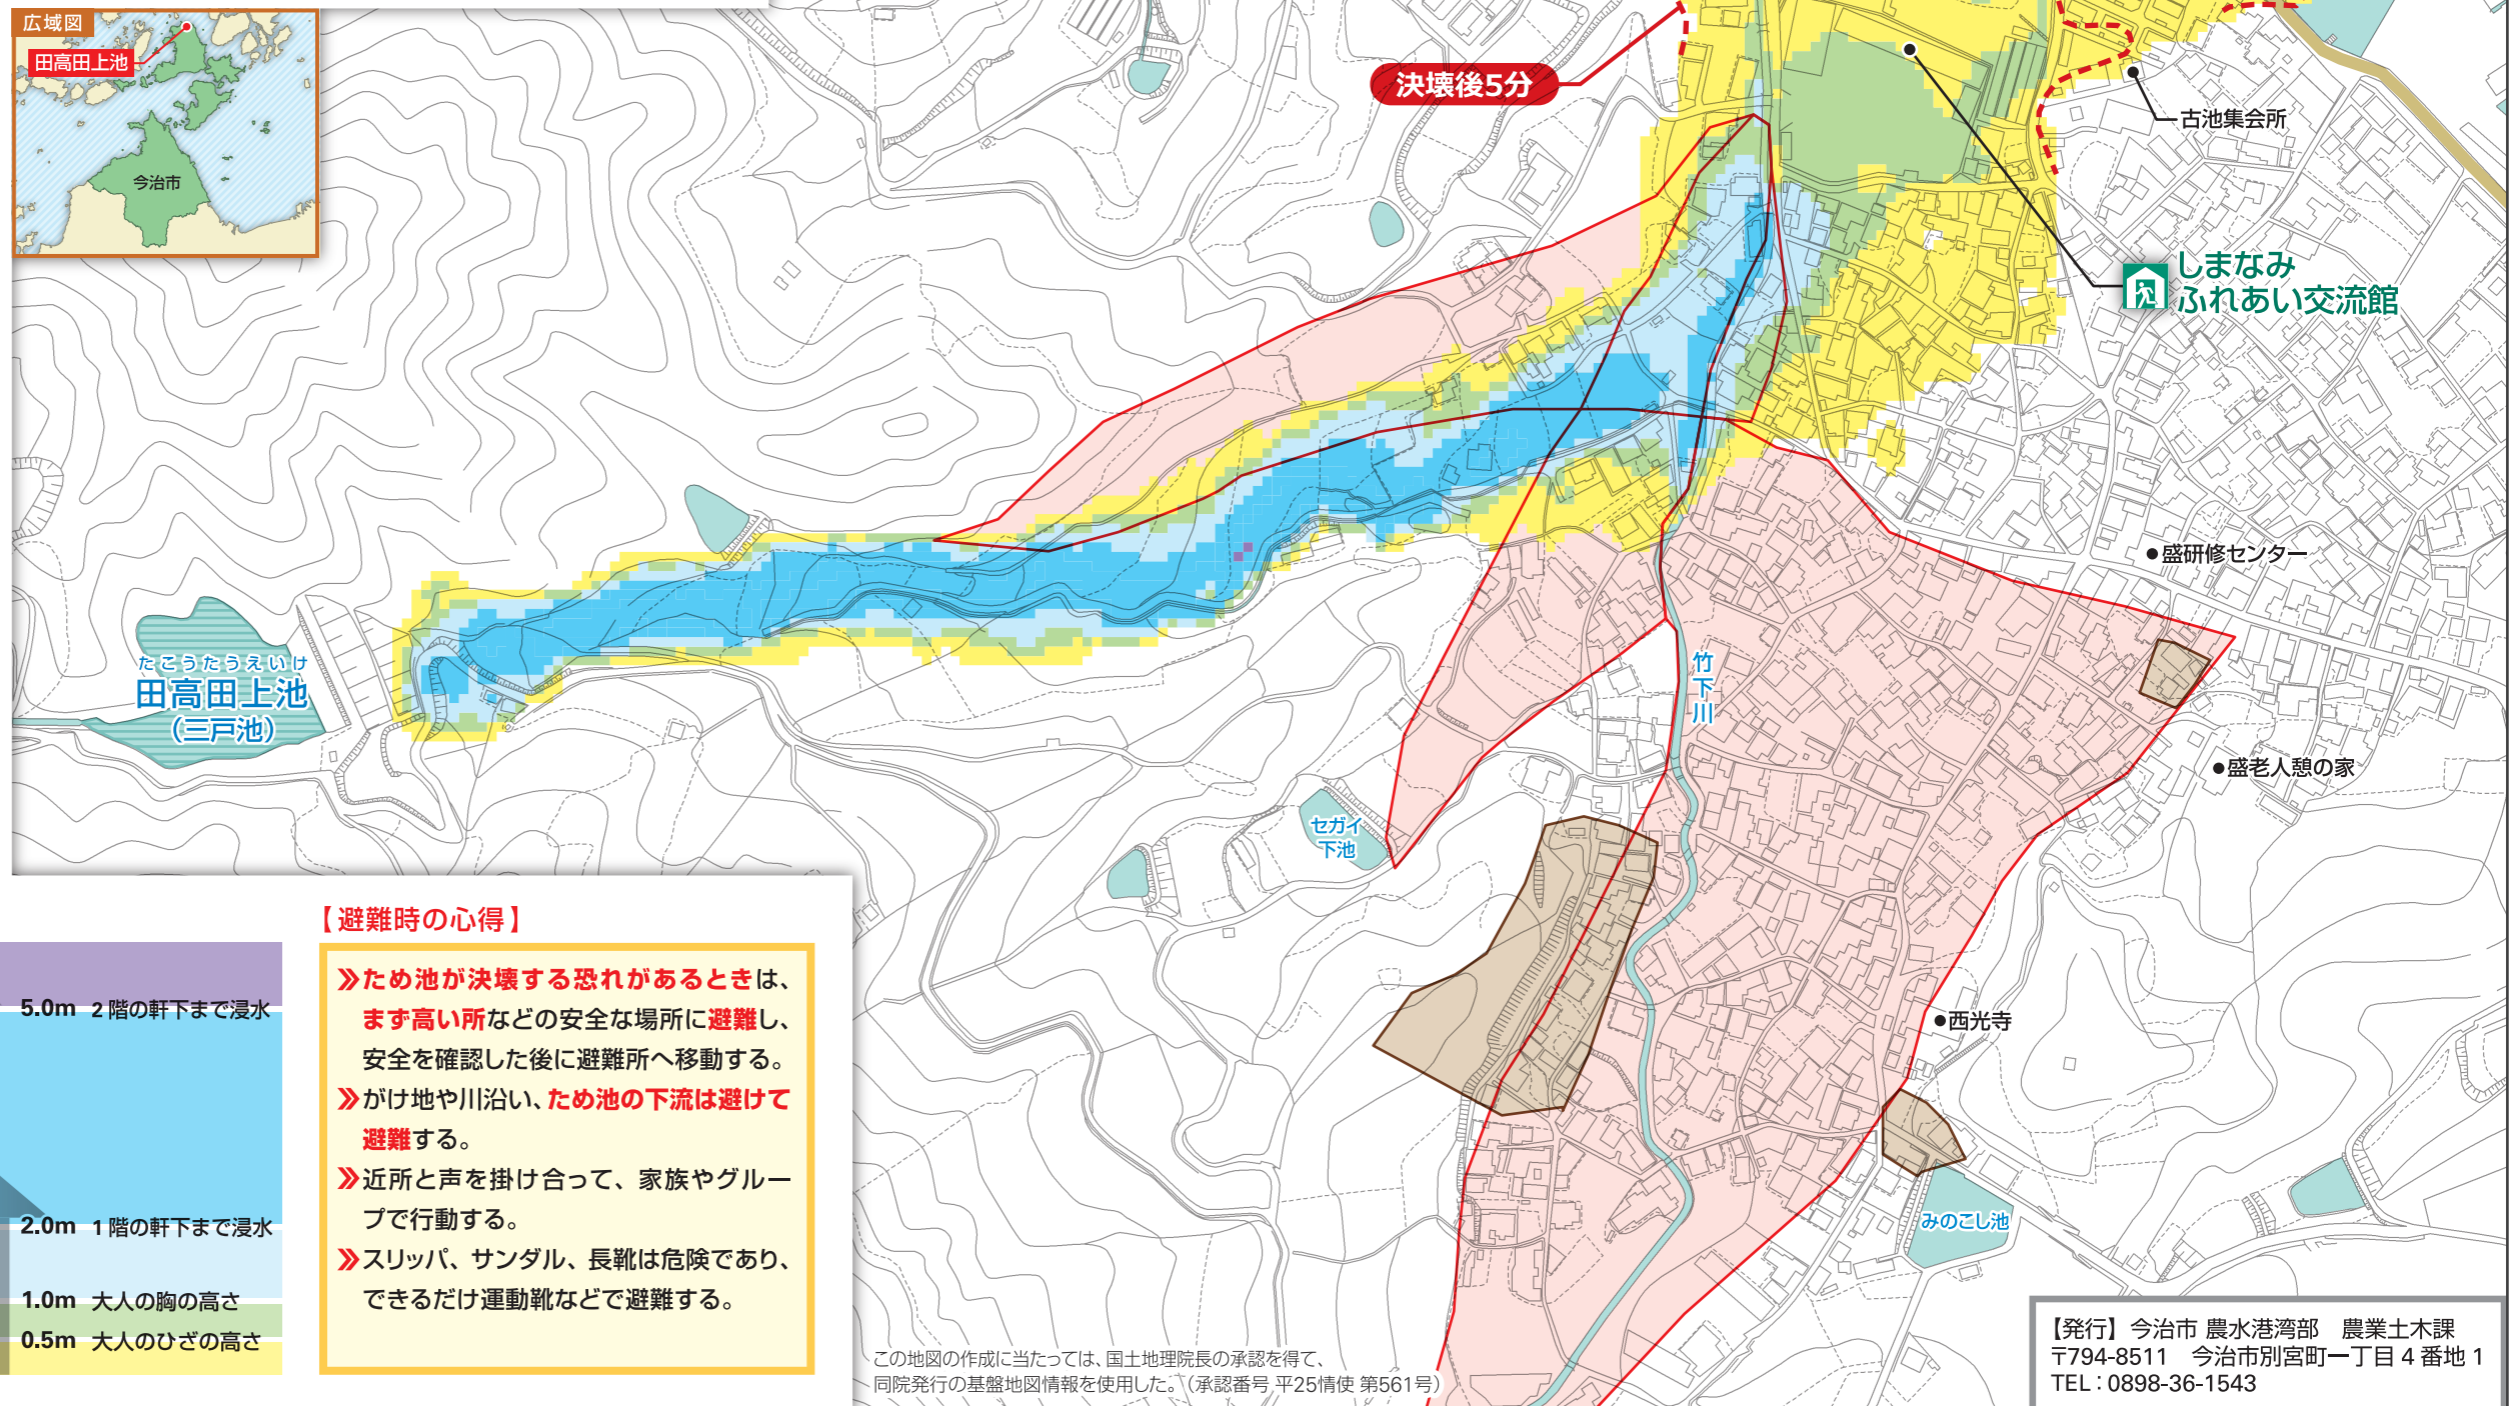 広域図
田高田上池
今治市
決壊後5分
古池集会所
しまなみ
ふれあい交流館
盛研修センター
たこうたうえいけ
田高田上池
(三戸池)
竹下川
盛老人憩の家
セガイ
下池
西光寺
みのこし池
5.0m 2階の軒下まで浸水
2.0m 1階の軒下まで浸水
1.0m 大人の胸の高さ
0.5m 大人のひざの高さ
【避難時の心得】
≫ため池が決壊する恐れがあるときは、
まず高い所などの安全な場所に避難し、
安全を確認した後に避難所へ移動する。
≫がけ地や川沿い、ため池の下流は避けて
避難する。
≫近所と声を掛け合って、家族やグルー
プで行動する。
≫スリッパ、サンダル、長靴は危険であり、
できるだけ運動靴などで避難する。
この地図の作成に当たっては、国土地理院長の承認を得て、
同院発行の基盤地図情報を使用した。(承認番号 平25情使 第561号)
【発行】今治市 農水港湾部 農業土木課
〒794-8511 今治市別宮町一丁目4番地1
TEL:0898-36-1543